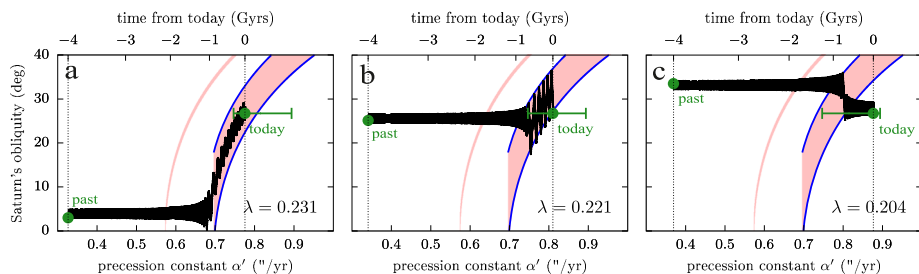 time from today (Gyrs) time from today (Gyrs) time from today (Gyrs)
−4 −3 −2 −1 0 −4 −3 −2 −1 0 −4 −3 −2 −1 0
Saturn's obliquity (deg)
40
30
20
10
0
a b c
today
past
past
today
past
today
λ = 0.231 λ = 0.221 λ = 0.204
0.4 0.5 0.6 0.7 0.8 0.9 0.4 0.5 0.6 0.7 0.8 0.9 0.4 0.5 0.6 0.7 0.8 0.9
precession constant α′ ("/yr) precession constant α′ ("/yr) precession constant α′ ("/yr)